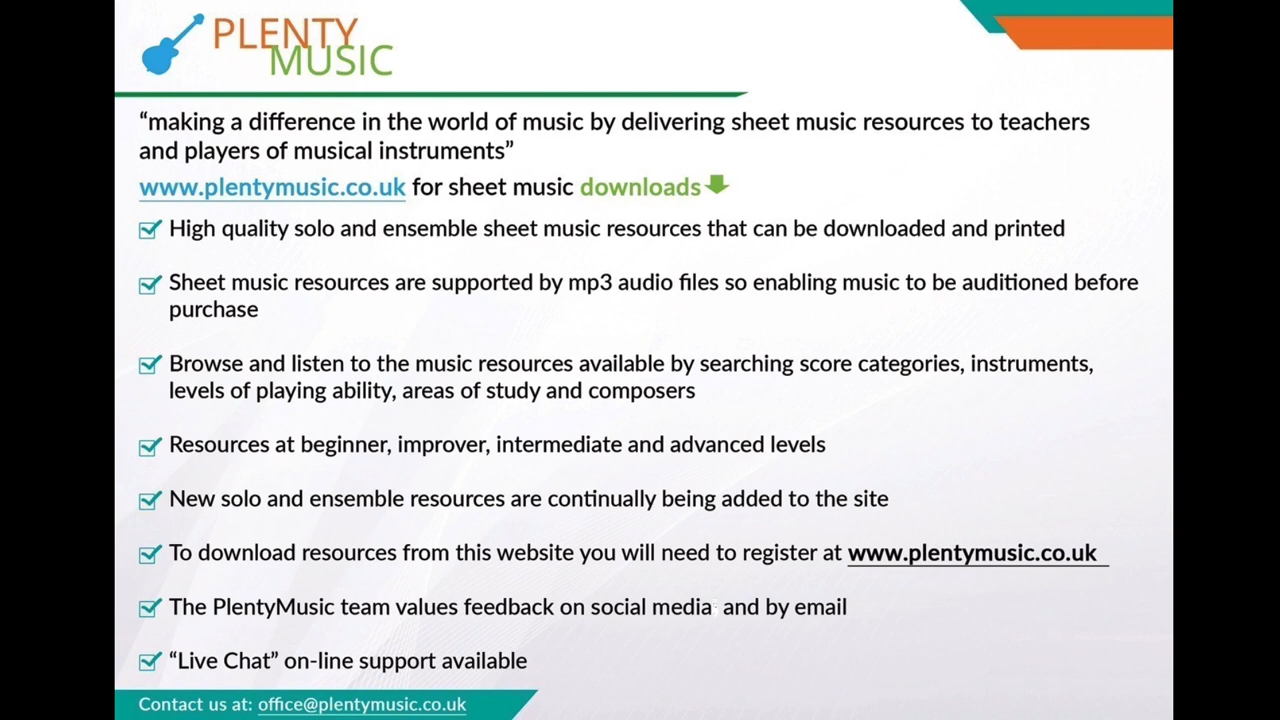 PLENTY
MUSIC
“making a difference in the world of music by delivering sheet music resources to teachers
and players of musical instruments”
www.plentymusic.co.uk for sheet music downloads
High quality solo and ensemble sheet music resources that can be downloaded and printed
Sheet music resources are supported by mp3 audio files so enabling music to be auditioned before
purchase
Browse and listen to the music resources available by searching score categories, instruments,
levels of playing ability, areas of study and composers
Resources at beginner, improver, intermediate and advanced levels
New solo and ensemble resources are continually being added to the site
To download resources from this website you will need to register at www.plentymusic.co.uk
The PlentyMusic team values feedback on social media and by email
“Live Chat” on-line support available
Contact us at: office@plentymusic.co.uk